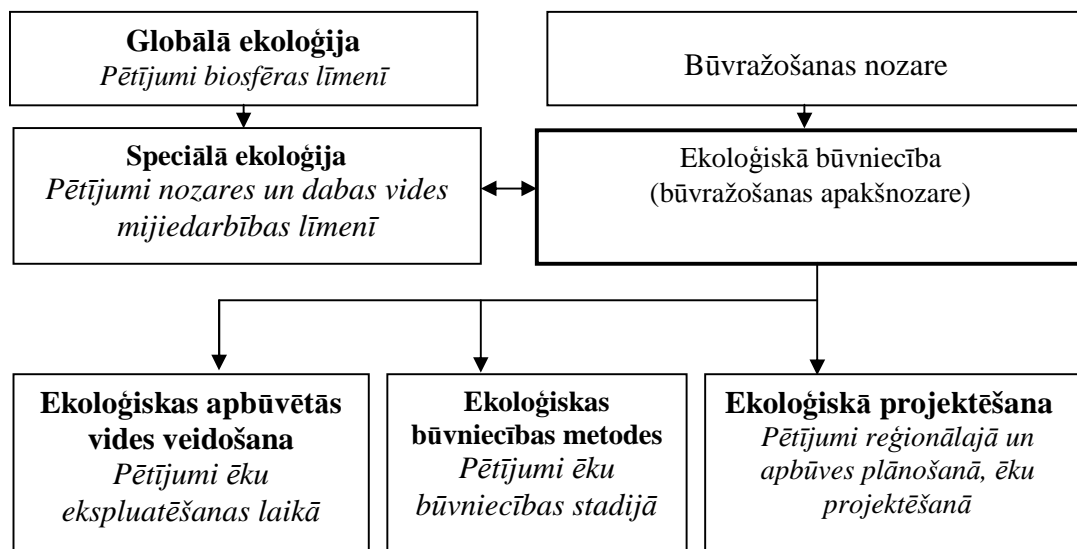 Globālā ekoloģija
Pētījumi biosfēras līmenī
Būvražošanas nozare
Speciālā ekoloģija
Pētījumi nozares un dabas vides
mijiedarbības līmenī
Ekoloģiskā būvniecība
(būvražošanas apakšnozare)
Ekoloģiskas apbūvētās
vides veidošana
Pētījumi ēku
ekspluatēšanas laikā
Ekoloģiskas
būvniecības metodes
Pētījumi ēku
būvniecības stadijā
Ekoloģiskā projektēšana
Pētījumi reģionālajā un
apbūves plānošanā, ēku
projektēšanā